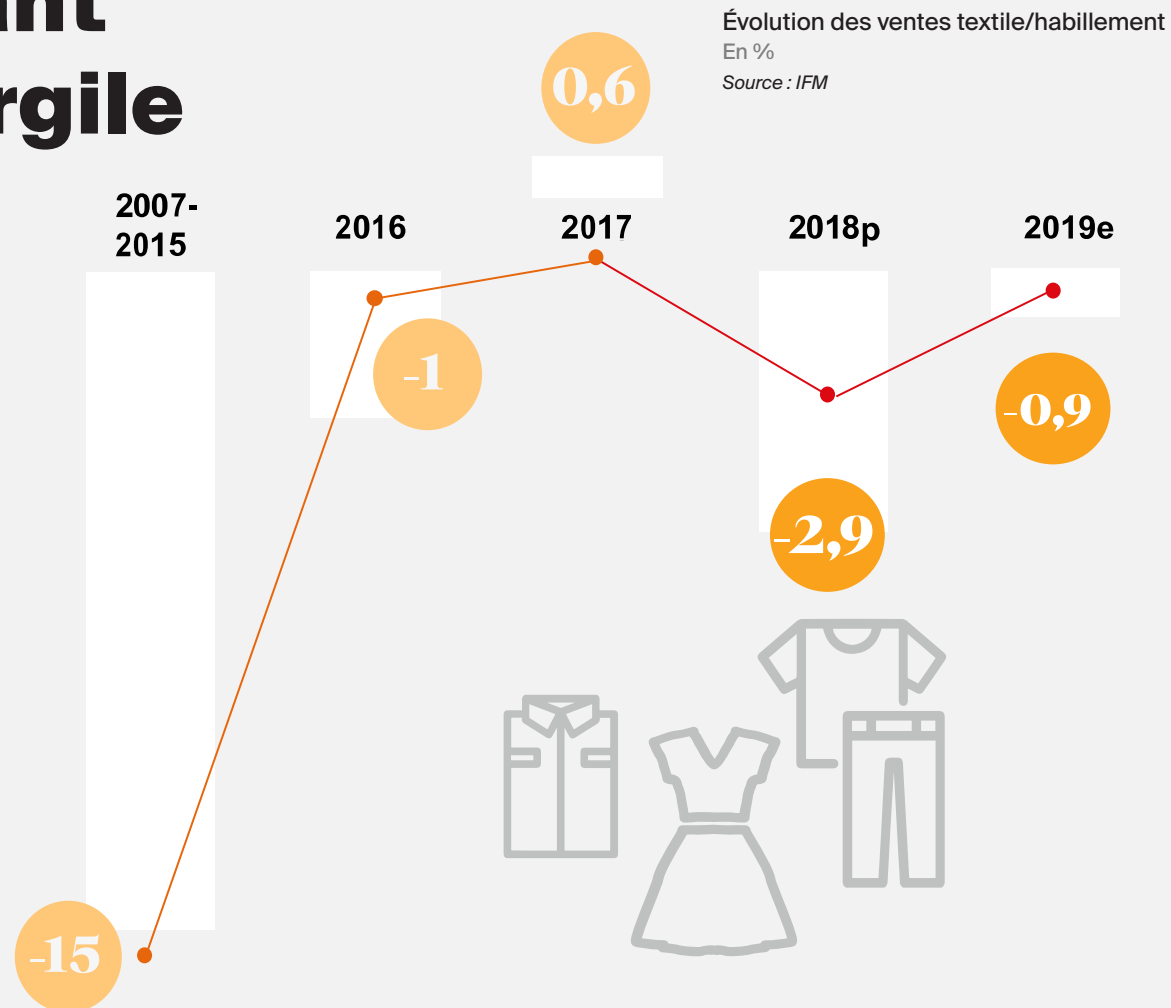 ant
rgile
Évolution des ventes textile/habillement
En %
Source : IFM
0,6
2007-
2015
2016
2017
2018p
2019e
-1
-0,9
-2,9
-15